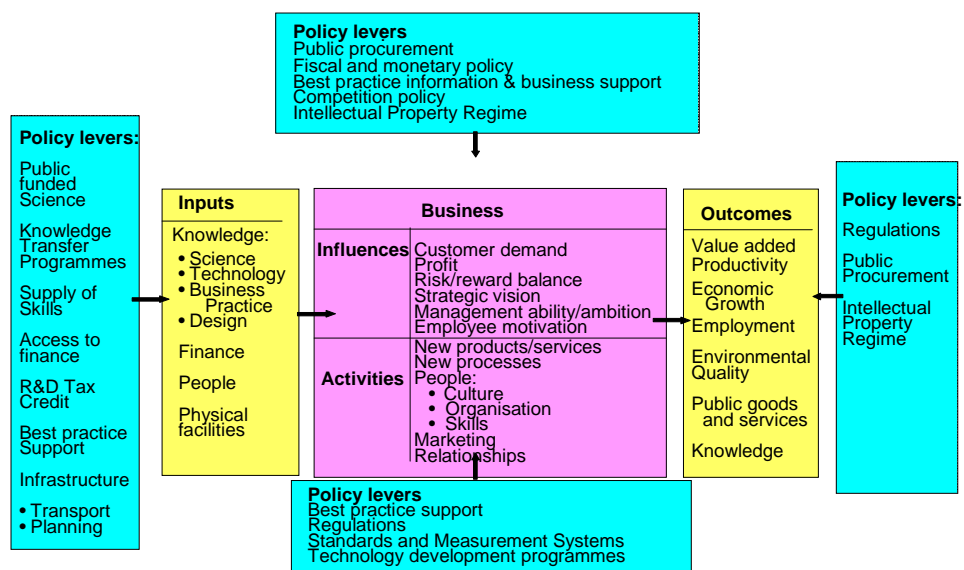 Policy levers
Public procurement
Fiscal and monetary policy
Best practice information & business support
Competition policy
Intellectual Property Regime
Policy levers:
Public
funded
Science
Knowledge
Transfer
Programmes
Supply of
Skills
Access to
finance
R&D Tax
Credit
Best practice
Support
Infrastructure
• Transport
• Planning
Inputs
Knowledge:
• Science
• Technology
• Business
Practice
• Design
Finance
People
Physical
facilities
Business
Influences
Customer demand
Profit
Risk/reward balance
Strategic vision
Management ability/ambition
Employee motivation
Activities
New products/services
New processes
People:
• Culture
• Organisation
• Skills
Marketing
Relationships
Outcomes
Value added
Productivity
Economic
Growth
Employment
Environmental
Quality
Public goods
and services
Knowledge
Policy levers:
Regulations
Public
Procurement
Intellectual
Property
Regime
Policy levers
Best practice support
Regulations
Standards and Measurement Systems
Technology development programmes